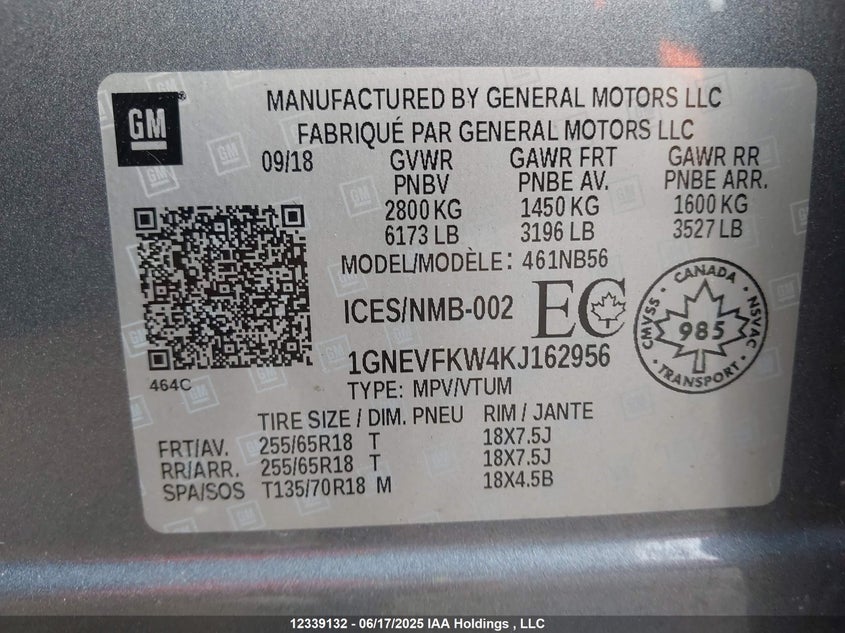 GM
MANUFACTURED BY GENERAL MOTORS LLC
FABRIQUÉ PAR GENERAL MOTORS LLC
09/18 GVWR GAWR FRT GAWR RR
PNBV PNBE AV. PNBE ARR.
2800 KG 1450 KG 1600 KG
6173 LB 3196 LB 3527 LB
MODEL/MODÈLE: 461NB56
ICES/NMB-002 EC
CANADA
CMVSS 985 NSVAC
TRANSPORT
1GNEVFKW4KJ162956
464C
TYPE: MPV/VTUM
TIRE SIZE / DIM. PNEU RIM / JANTE
FRT/AV. 255/65R18 T 18X7.5J
RR/ARR. 255/65R18 T 18X7.5J
SPA/SOS T135/70R18 M 18X4.5B
12339132 - 06/17/2025 IAA Holdings , LLC